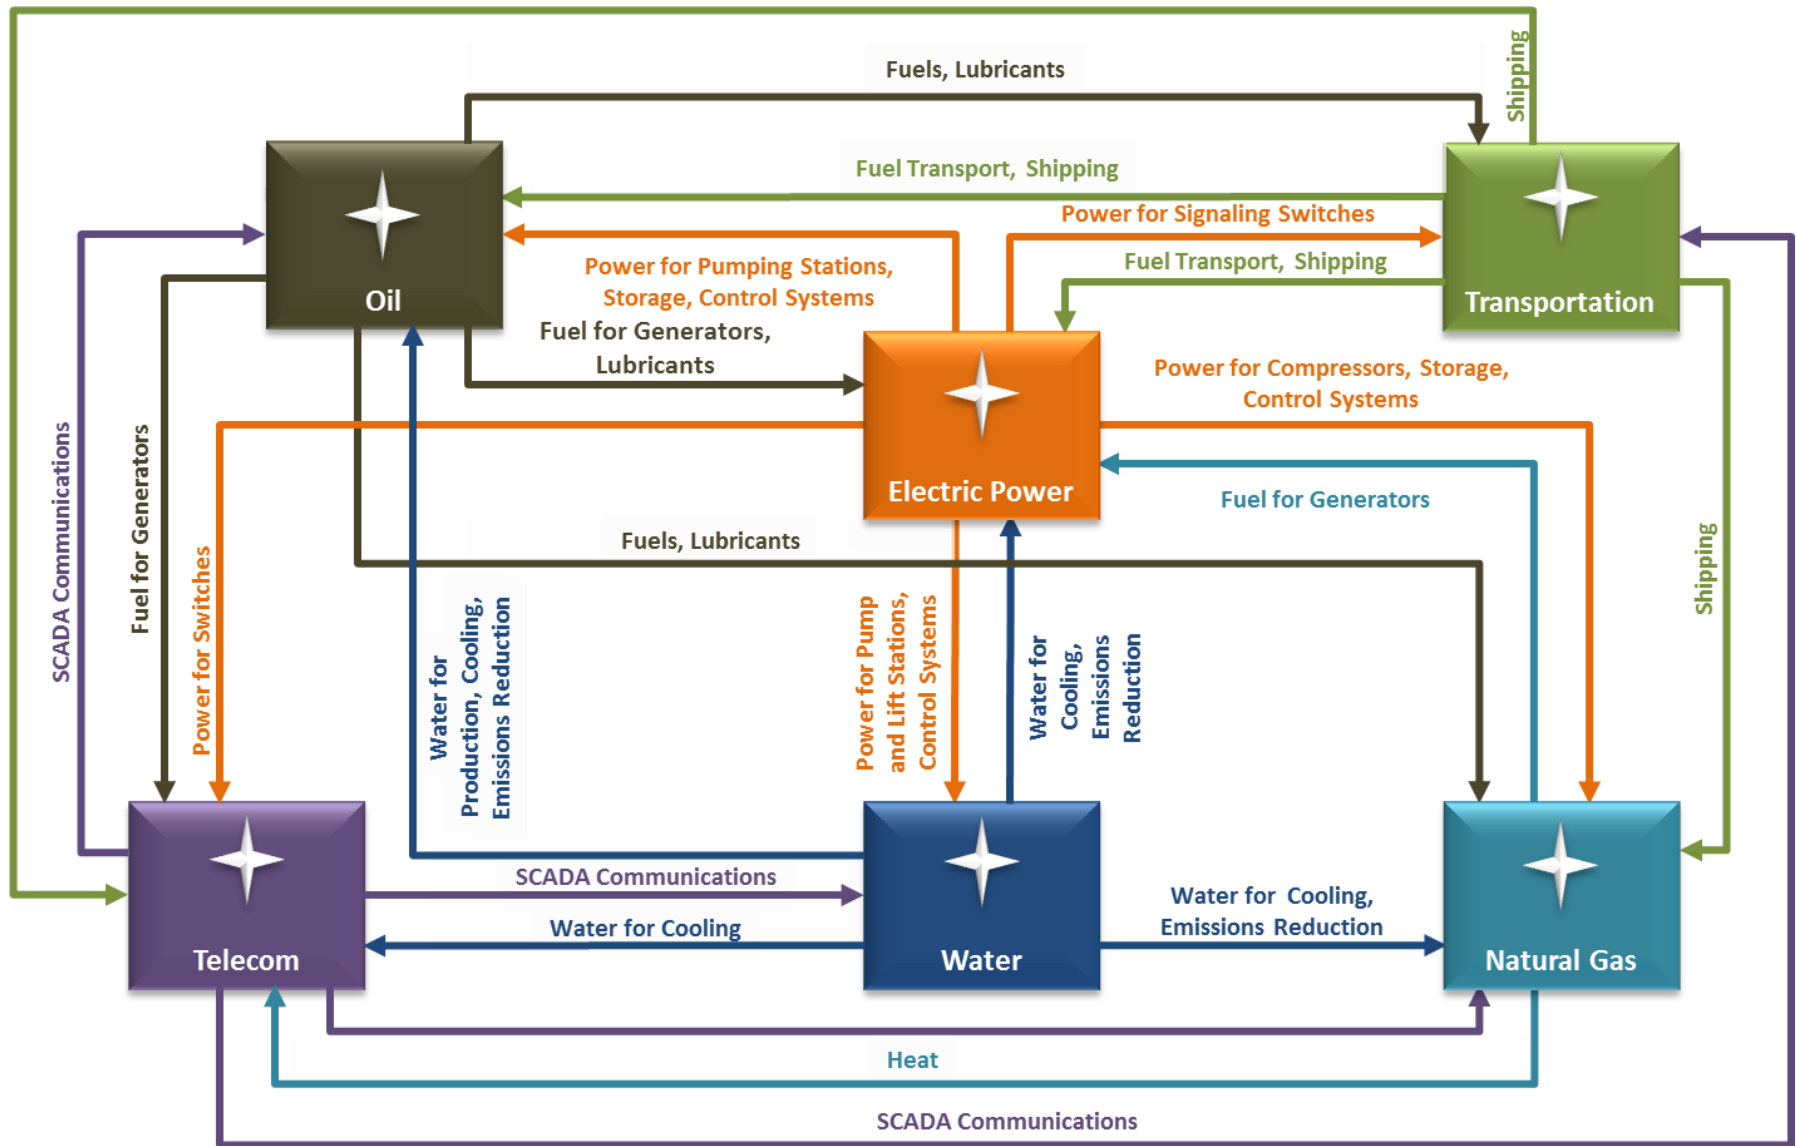 Shipping
Fuels, Lubricants
Fuel Transport, Shipping
Power for Signaling Switches
Fuel Transport, Shipping
Power for Pumping Stations,
Storage, Control Systems
Oil
Transportation
Fuel for Generators,
Lubricants
Power for Compressors, Storage,
Control Systems
Electric Power
Fuel for Generators
SCADA Communications
Fuel for Generators
Power for Switches
Fuels, Lubricants
Water for
Production, Cooling,
Emissions Reduction
Power for Pump
and Lift Stations,
Control Systems
Water for
Cooling,
Emissions
Reduction
Shipping
SCADA Communications
Water for Cooling
Water for Cooling,
Emissions Reduction
Telecom
Water
Natural Gas
Heat
SCADA Communications